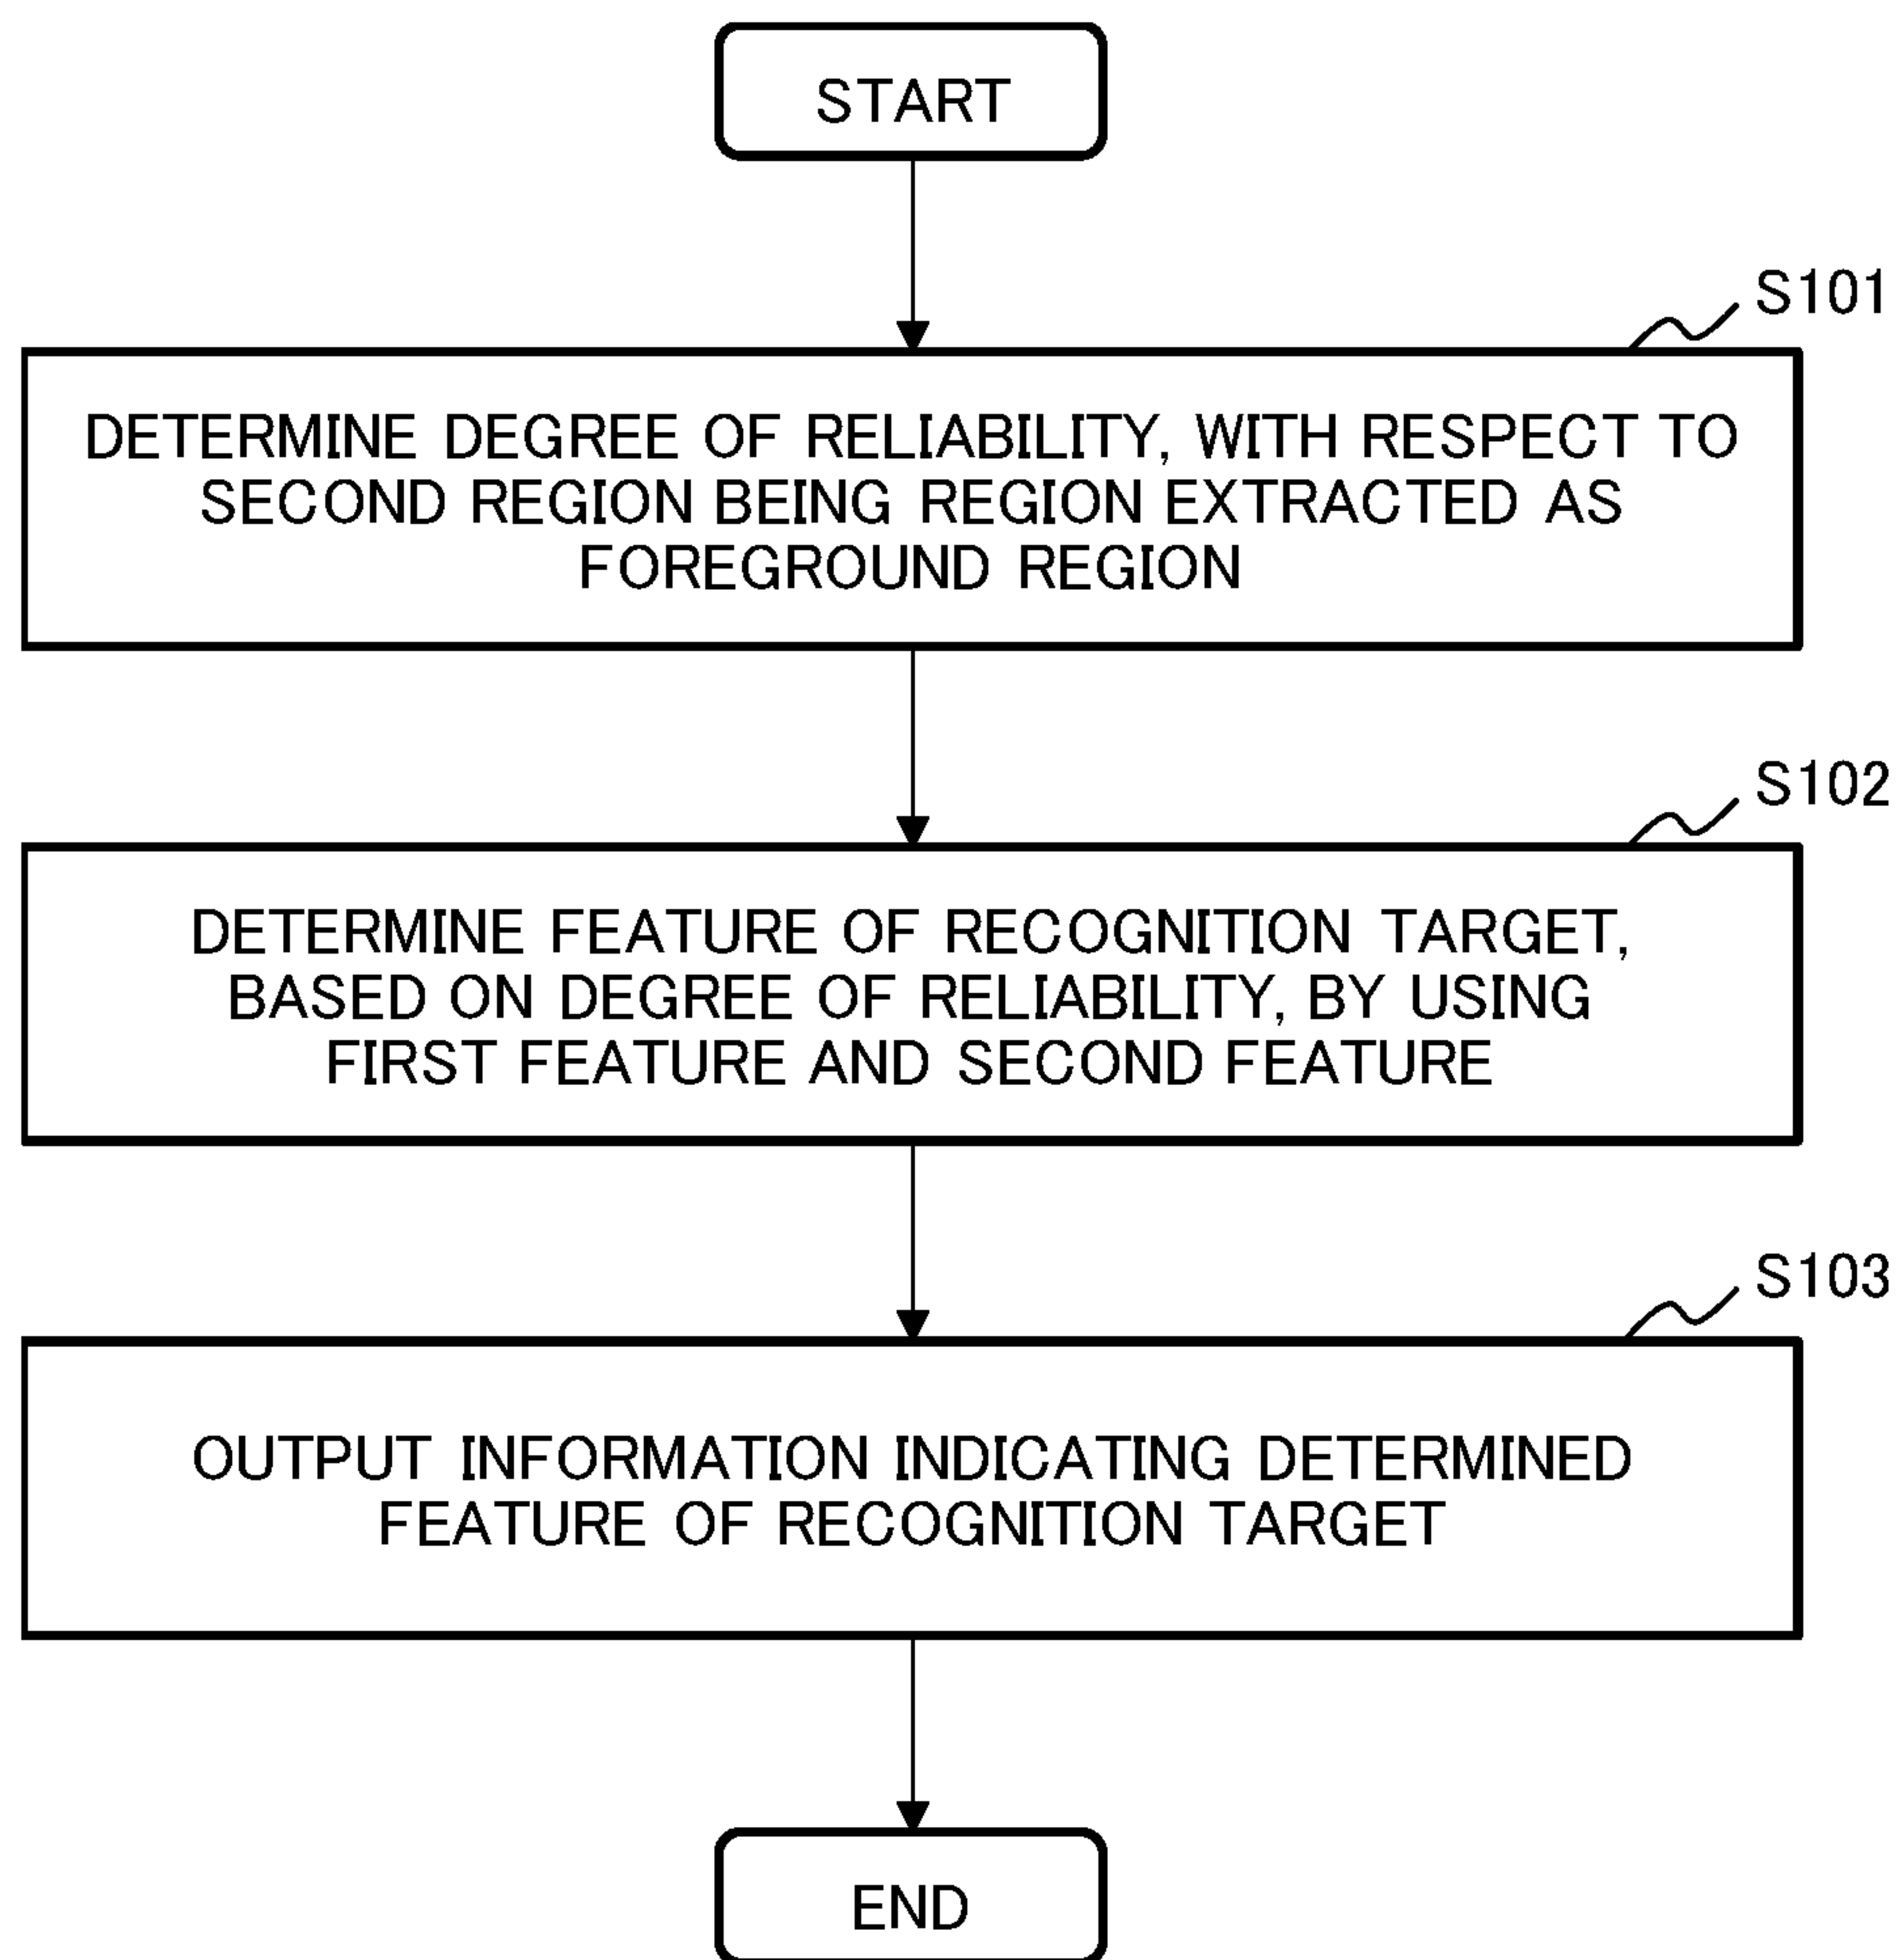 START
S101
DETERMINE DEGREE OF RELIABILITY, WITH RESPECT TO
SECOND REGION BEING REGION EXTRACTED AS
FOREGROUND REGION
S102
DETERMINE FEATURE OF RECOGNITION TARGET,
BASED ON DEGREE OF RELIABILITY, BY USING
FIRST FEATURE AND SECOND FEATURE
S103
OUTPUT INFORMATION INDICATING DETERMINED
FEATURE OF RECOGNITION TARGET
END